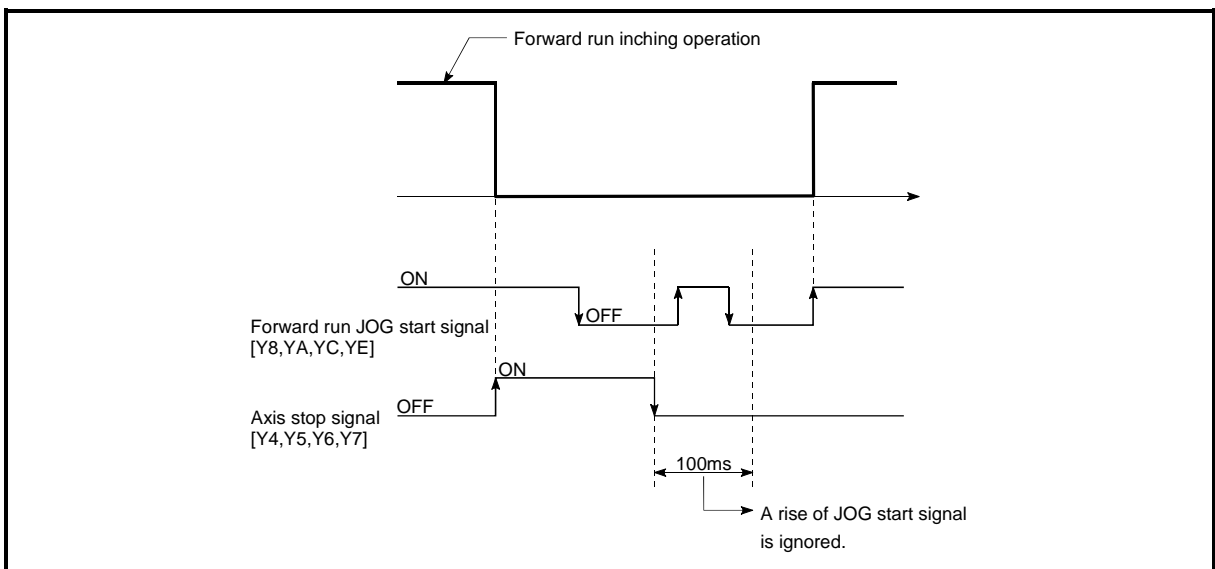 Forward run inching operation
ON
OFF
Forward run JOG start signal
[Y8,YA,YC,YE]
ON
OFF
Axis stop signal
[Y4,Y5,Y6,Y7]
100ms
A rise of JOG start signal
is ignored.